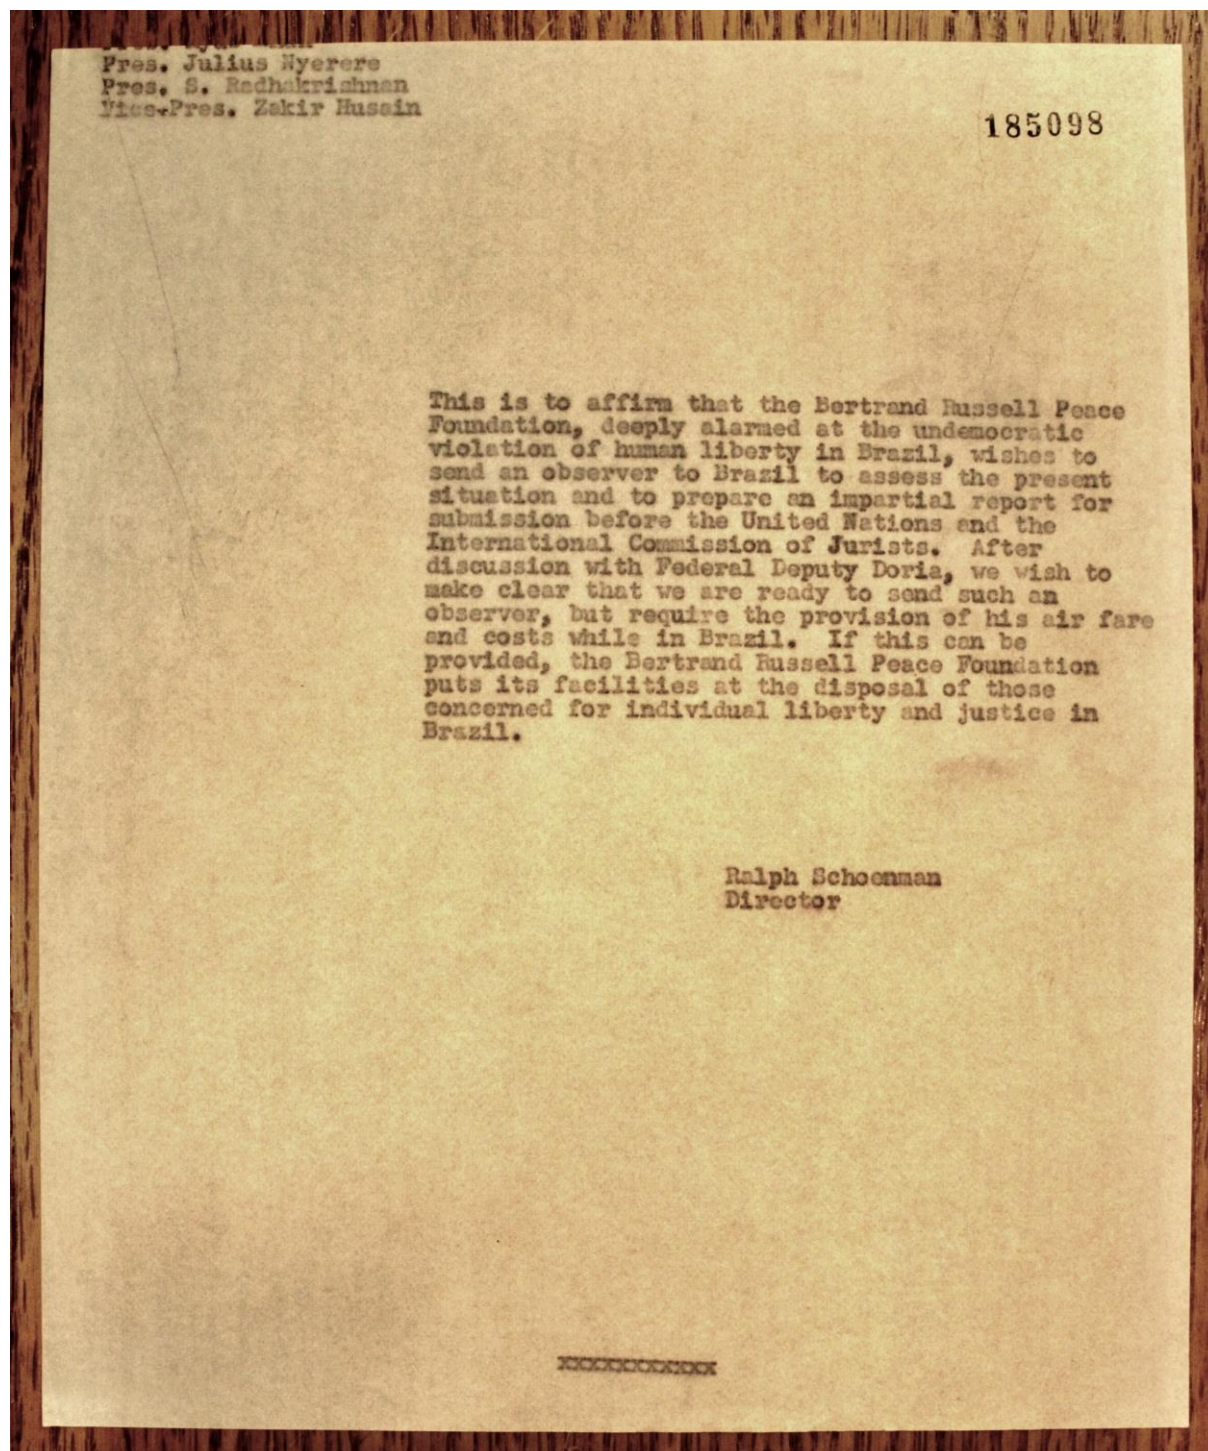 Pres. Julius Nyerere
Pres. S. Radhakrishnan
Vice-Pres. Zakir Husain
185098
This is to affirm that the Bertrand Russell Peace
Foundation, deeply alarmed at the undemocratic
violation of human liberty in Brazil, wishes to
send an observer to Brazil to assess the present
situation and to prepare an impartial report for
submission before the United Nations and the
International Commission of Jurists.  After
discussion with Federal Deputy Doria, we wish to
make clear that we are ready to send such an
observer, but require the provision of his air fare
and costs while in Brazil.  If this can be
provided, the Bertrand Russell Peace Foundation
puts its facilities at the disposal of those
concerned for individual liberty and justice in
Brazil.
Ralph Schoenman
Director
xxxxxxxxxxx